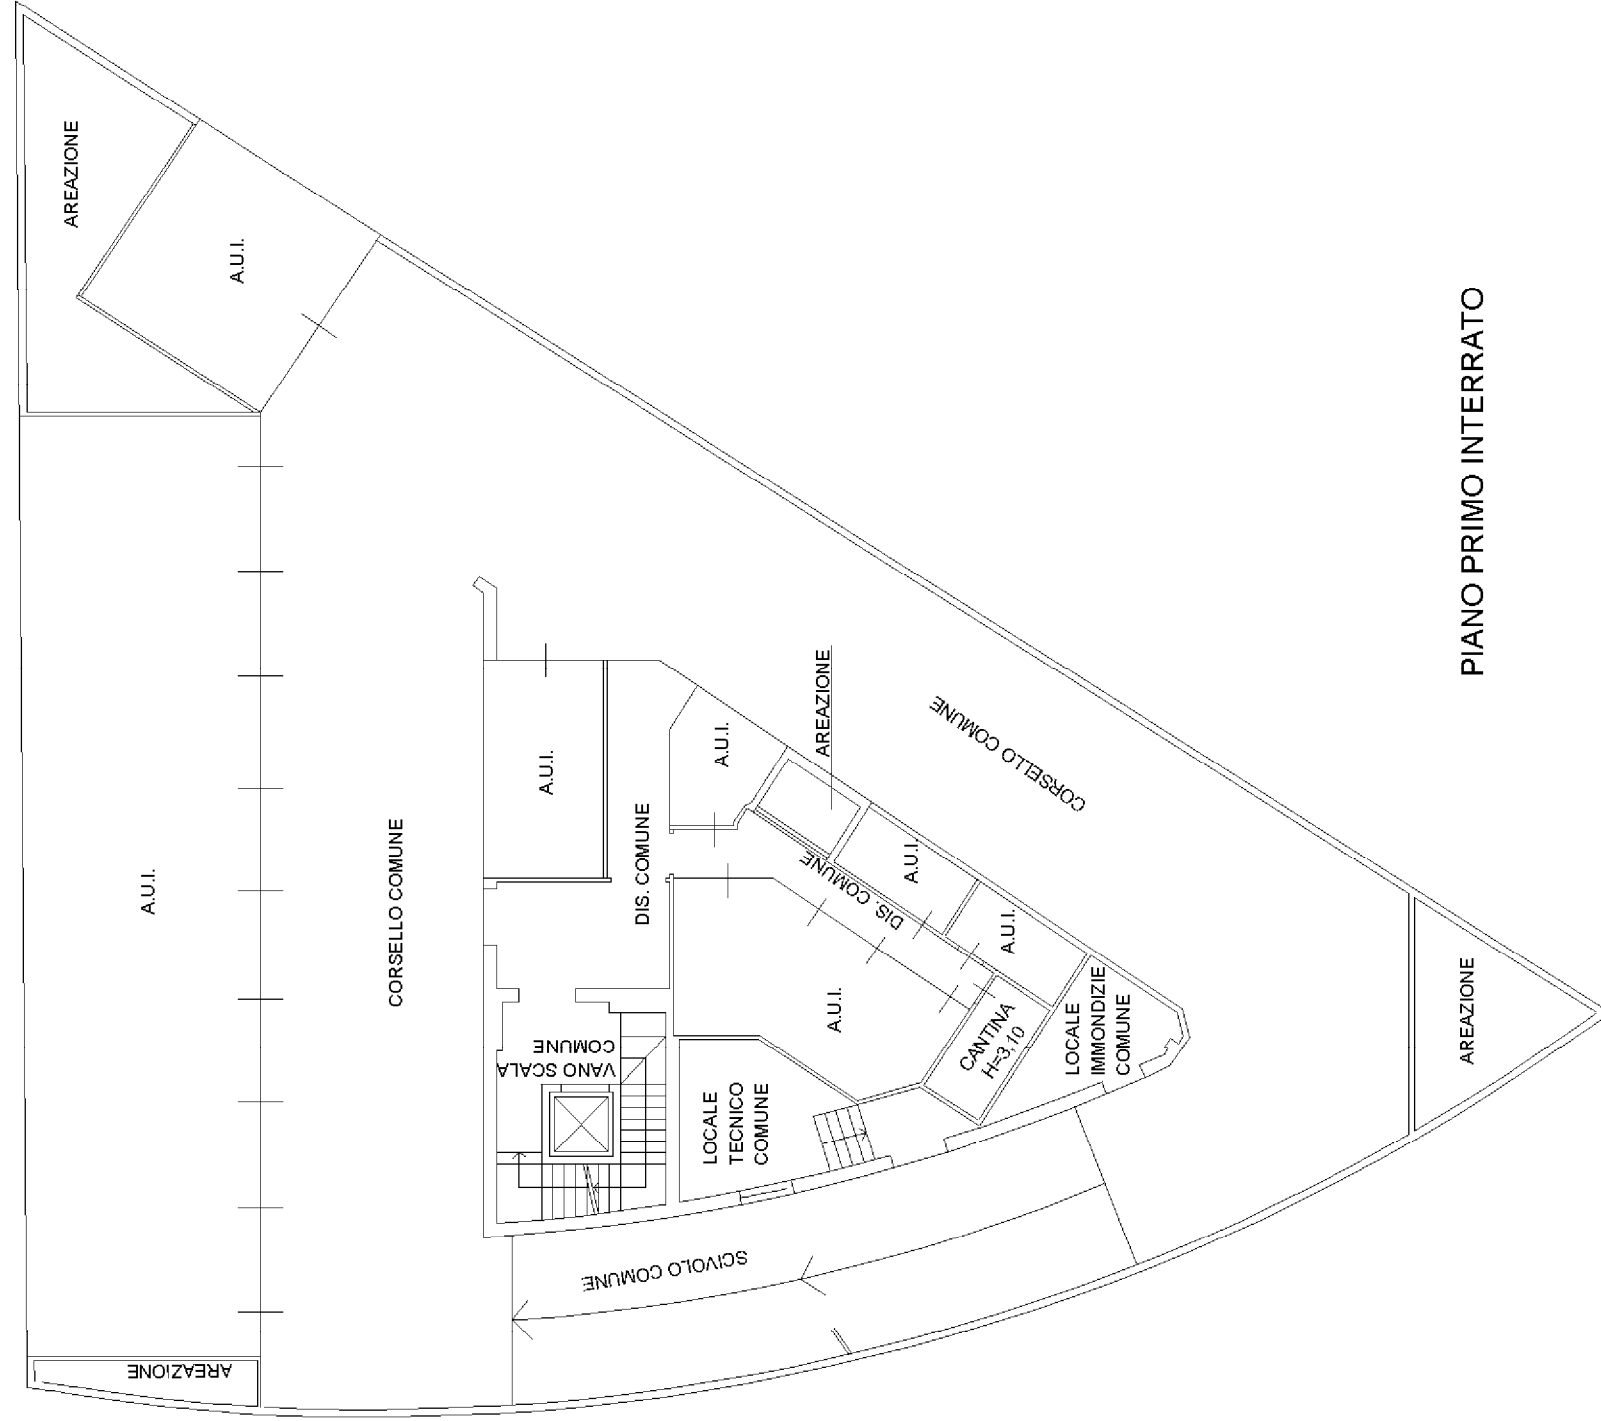 AREAZIONE
A.U.I.
A.U.I.
CORSELLO COMUNE
A.U.I.
DIS. COMUNE
A.U.I.
AREAZIONE
CORSELLO COMUNE
DIS. COMUNE
A.U.I.
A.U.I.
A.U.I.
CANTINA
H=3,10
LOCALE
IMMONDIZIE
COMUNE
VANO SCALA
COMUNE
LOCALE
TECNICO
COMUNE
SCIVOLO COMUNE
AREAZIONE
AREAZIONE
PIANO PRIMO INTERRATO